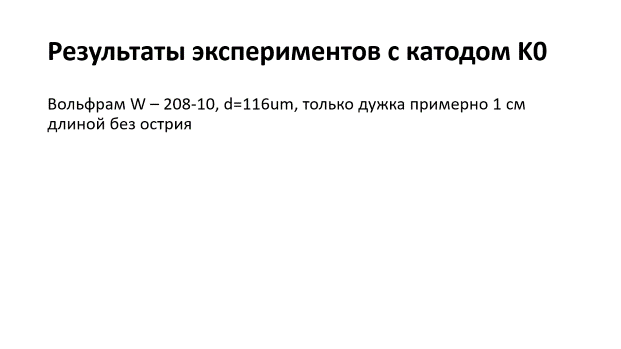 Результаты экспериментов с катодом K0
Вольфрам W – 208-10, d=116um, только дужка примерно 1 см
длиной без острия